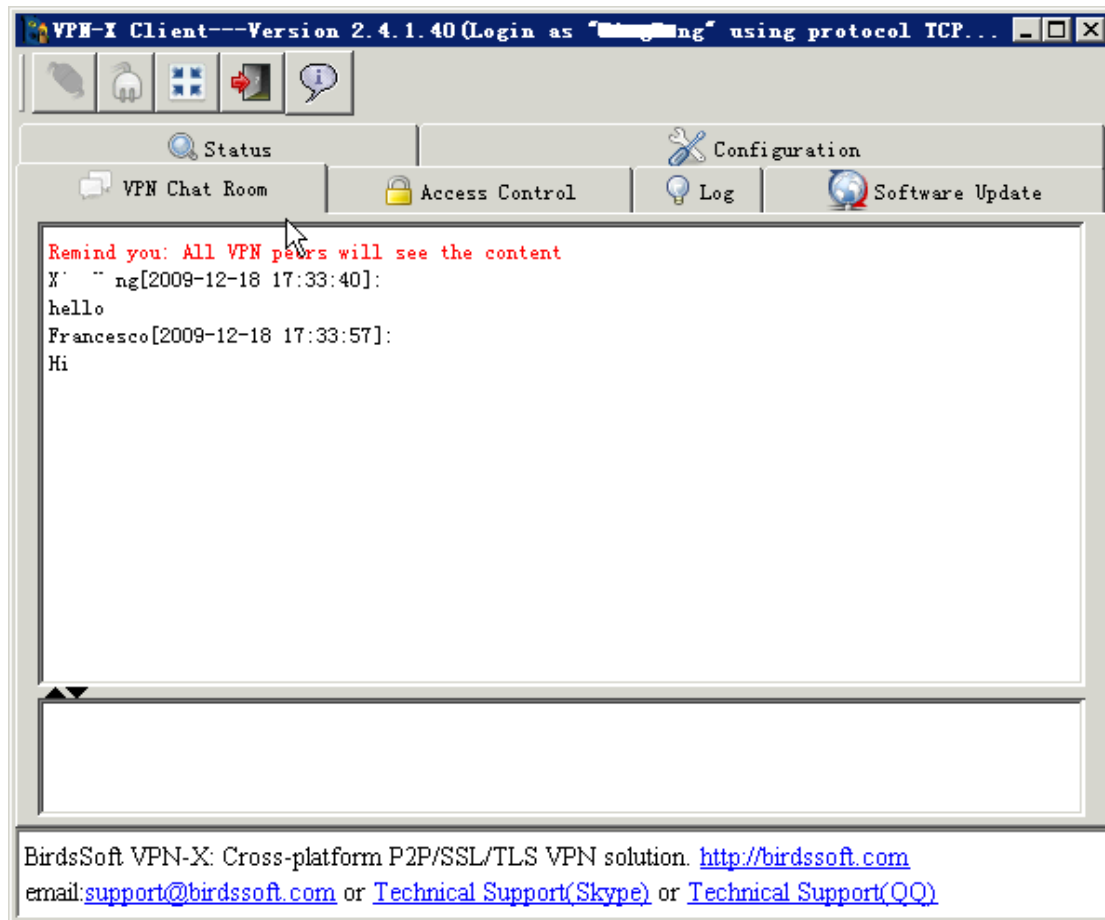 VPN-X Client---Version 2.4.1.40(Login as "ng" using protocol TCP...
Status
Configuration
VPN Chat Room
Access Control
Log
Software Update
Remind you: All VPN peers will see the content
[2009-12-18 17:33:40]:
hello
Francesco[2009-12-18 17:33:57]:
Hi
BirdsSoft VPN-X: Cross-platform P2P/SSL/TLS VPN solution. http://birdssoft.com
email:support@birdssoft.com or Technical Support(Skype) or Technical Support(QQ)